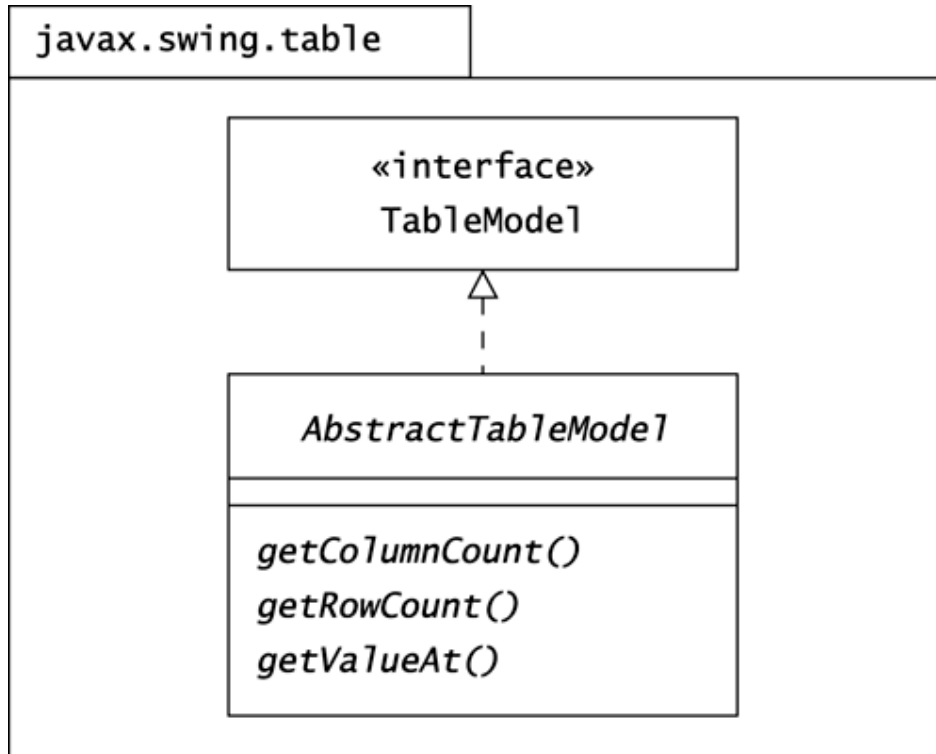 javax.swing.table
«interface»
TableModel
AbstractTableModel
getColumnCount()
getRowCount()
getValueAt()